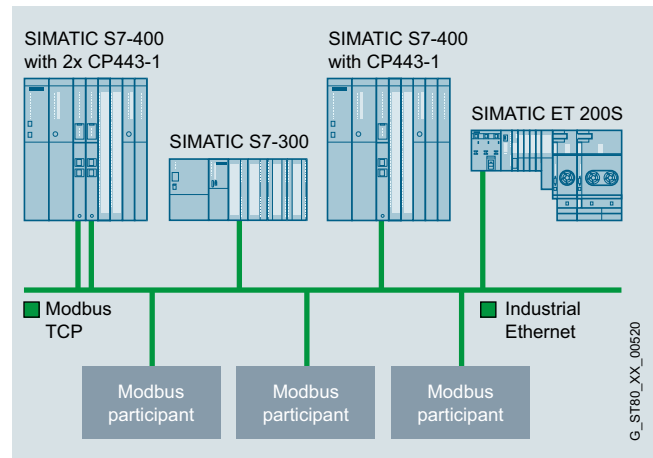 SIMATIC S7-400
with 2x CP443-1
SIMATIC S7-300
SIMATIC S7-400
with CP443-1
SIMATIC ET 200S
Modbus
TCP
Industrial
Ethernet
Modbus
participant
Modbus
participant
Modbus
participant
G_ST80_XX_00520